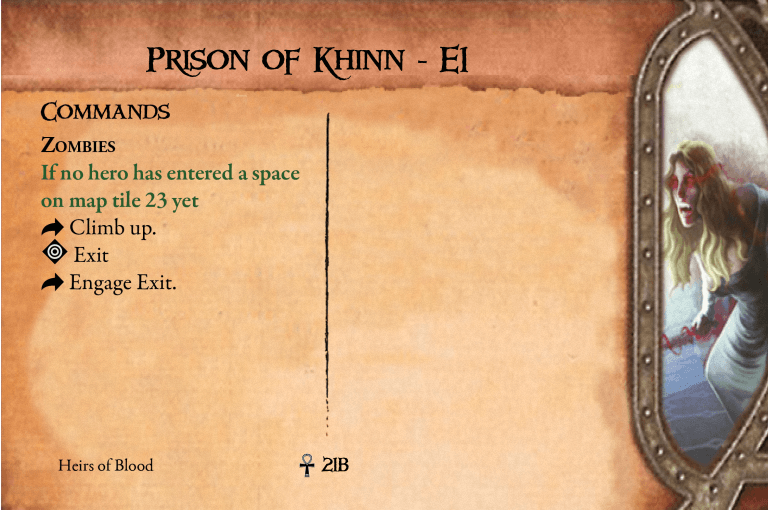 Prison of Khinn - E1
Commands
Zombies
If no hero has entered a space
on map tile 23 yet
Climb up.
Exit
Engage Exit.
Heirs of Blood
21B